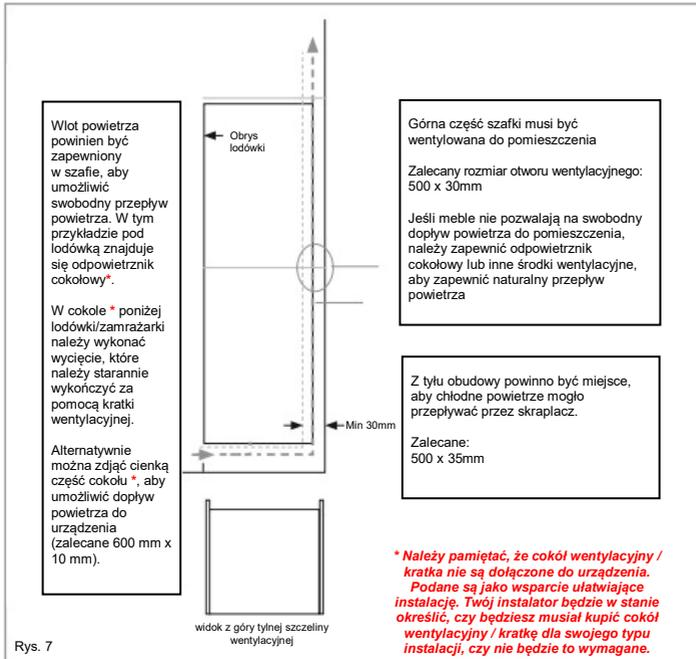 Wlot powietrza
powinien być
zapewniony
w szafie, aby
umożliwić
swobodny przepływ
powietrza. W tym
przykładzie pod
lodówką znajduje
się odpowietrznik
cokołowy*.
W cokole * poniżej
lodówki/zamrażarki
należy wykonać
wycięcie, które
należy starannie
wykończyć za
pomocą kratki
wentylacyjnej.
Alternatywnie
można zdjąć cienką
część cokołu *, aby
umożliwić dopływ
powietrza do
urządzenia
(zalecane 600 mm x
10 mm).
Obrys
lodówki
Min 30mm
widok z góry tylnej szczeliny
wentylacyjnej
Górna część szafki musi być
wentylowana do pomieszczenia
Zalecany rozmiar otworu wentylacyjnego:
500 x 30mm
Jeśli meble nie pozwalają na swobodny
dopływ powietrza do pomieszczenia,
należy zapewnić odpowietrznik
cokołowy lub inne środki wentylacyjne,
aby zapewnić naturalny przepływ
powietrza
Z tyłu obudowy powinno być miejsce,
aby chłodne powietrze mogło
przepływać przez skraplacz.
Zalecane:
500 x 35mm
* Należy pamiętać, że cokół wentylacyjny /
kratka nie są dołączone do urządzenia.
Podane są jako wsparcie ułatwiające
instalację. Twój instalator będzie w stanie
określić, czy będziesz musiał kupić cokół
wentylacyjny / kratkę dla swojego typu
instalacji, czy nie będzie to wymagane.
Rys. 7